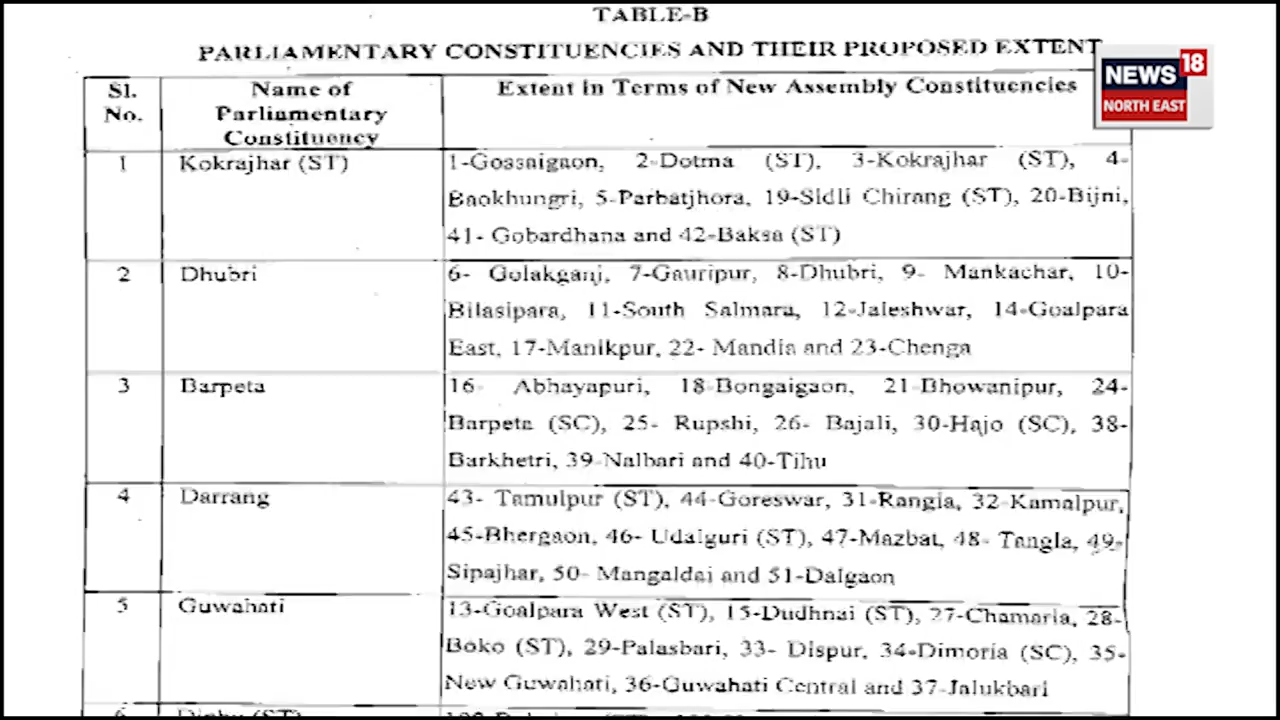 TABLE-B
PARLIAMENTARY CONSTITUENCIES AND THEIR PROPOSED EXTENT
NEWS 18
NORTH EAST
Sl. No.
Name of Parliamentary Constituency
Extent in Terms of New Assembly Constituencies
1
Kokrajhar (ST)
1-Gossaigaon, 2-Dotma (ST), 3-Kokrajhar (ST), 4-
Baokhungri, 5-Parbatjhora, 19-Sidli Chirang (ST), 20-Bijni,
41- Gobardhana and 42-Baksa (ST)
2
Dhubri
6- Golakganj, 7-Gauripur, 8-Dhubri, 9- Mankachar, 10-
Bilasipara, 11-South Salmara, 12-Jaleshwar, 14-Goalpara
East, 17-Manikpur, 22- Mandia and 23-Chenga
3
Barpeta
16- Abhayapuri, 18-Bongaigaon, 21-Bhowanipur, 24-
Barpeta (SC), 25- Rupshi, 26- Bajali, 30-Hajo (SC), 38-
Barkhetri, 39-Nalbari and 40-Tihu
4
Darrang
43- Tamulpur (ST), 44-Goreswar, 31-Rangia, 32-Kamalpur,
45-Bhergaon, 46- Udalguri (ST), 47-Mazbat, 48- Tangla, 49-
Sipajhar, 50- Mangaldai and 51-Dalgaon
5
Guwahati
13-Goalpara West (ST), 15-Dudhnai (ST), 27-Chamaria, 28-
Boko (ST), 29-Palasbari, 33- Dispur, 34-Dimoria (SC), 35-
New Guwahati, 36-Guwahati Central and 37-Jalukbari